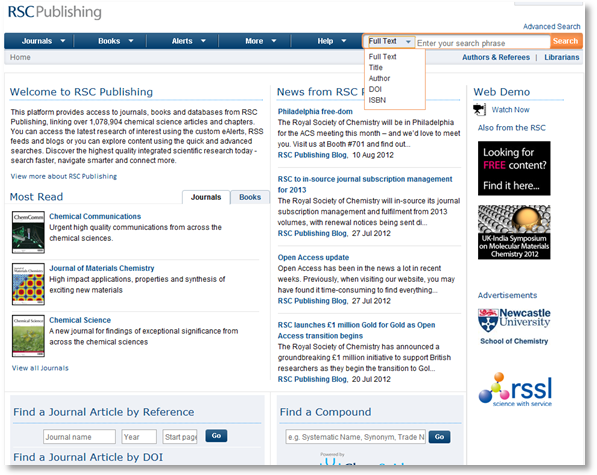 RSCPublishing
Advanced Search
Journals Books Alerts More Help Full Text Enter your search phrase Search
Full Text
Title
Author
DOI
ISBN
Home Authors & Referees | Librarians
Welcome to RSC Publishing
This platform provides access to journals, books and databases from RSC
Publishing, linking over 1,078,904 chemical science articles and chapters.
You can access the latest research of interest using the custom eAlerts, RSS
feeds and blogs or you can explore content using the quick and advanced
searches. Discover the highest quality integrated scientific research today -
search faster, navigate smarter and connect more.
View more about RSC Publishing
Most Read
Journals Books
ChemComm
Chemical Communications
Urgent high quality communications from across the
chemical sciences.
Journal of Materials Chemistry
High impact applications, properties and synthesis of
exciting new materials
Chemical Science
Chemical Science
A new journal for findings of exceptional significance from
across the chemical sciences
View all Journals
News from RSC P
Philadelphia free-dom
The Royal Society of Chemistry will be in Philadelphia
for the ACS meeting this month – and we'd love to meet
you. Visit us at Booth #701 and find out...
RSC Publishing Blog, 10 Aug 2012
RSC to in-source journal subscription management
for 2013
The Royal Society of Chemistry will in-source its journal
subscription management and fulfilment from 2013
volumes, with renewal notices being sent di...
RSC Publishing Blog, 27 Jul 2012
Open Access update
Open Access has been in the news a lot in recent
weeks. Previously, when visiting our website, you may
have found it time-consuming to find everything...
RSC Publishing Blog, 27 Jul 2012
RSC launches £1 million Gold for Gold as Open
Access transition begins
The Royal Society of Chemistry has announced a
groundbreaking £1 million initiative to support British
researchers as they begin the transition to Gol...
RSC Publishing Blog, 20 Jul 2012
Web Demo
Watch Now
Also from the RSC
Looking for
FREE content?
Find it here...
UK-India Symposium
on Molecular Materials
Chemistry 2012
Advertisements
Newcastle
University
School of Chemistry
rssl
science with service
Find a Journal Article by Reference
Journal name Year Start page Go
Find a Journal Article by DOI
Find a Compound
e.g. Systematic Name, Synonym, Trade N Go
Powered by